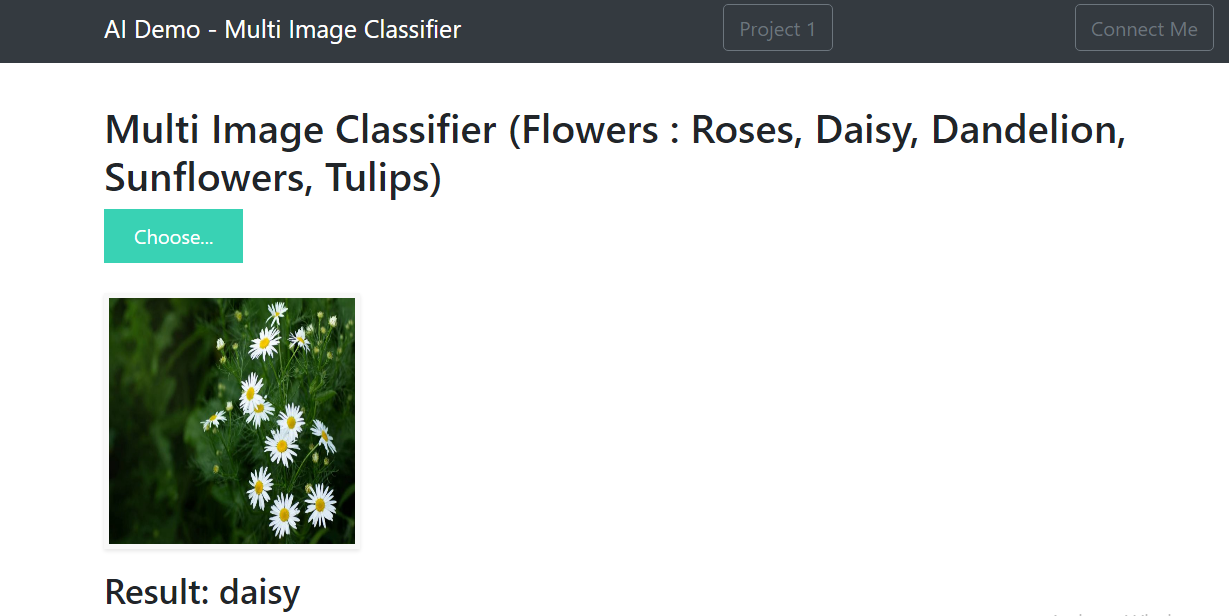 AI Demo - Multi Image Classifier
Project 1
Connect Me
Multi Image Classifier (Flowers : Roses, Daisy, Dandelion,
Sunflowers, Tulips)
Choose...
Result: daisy